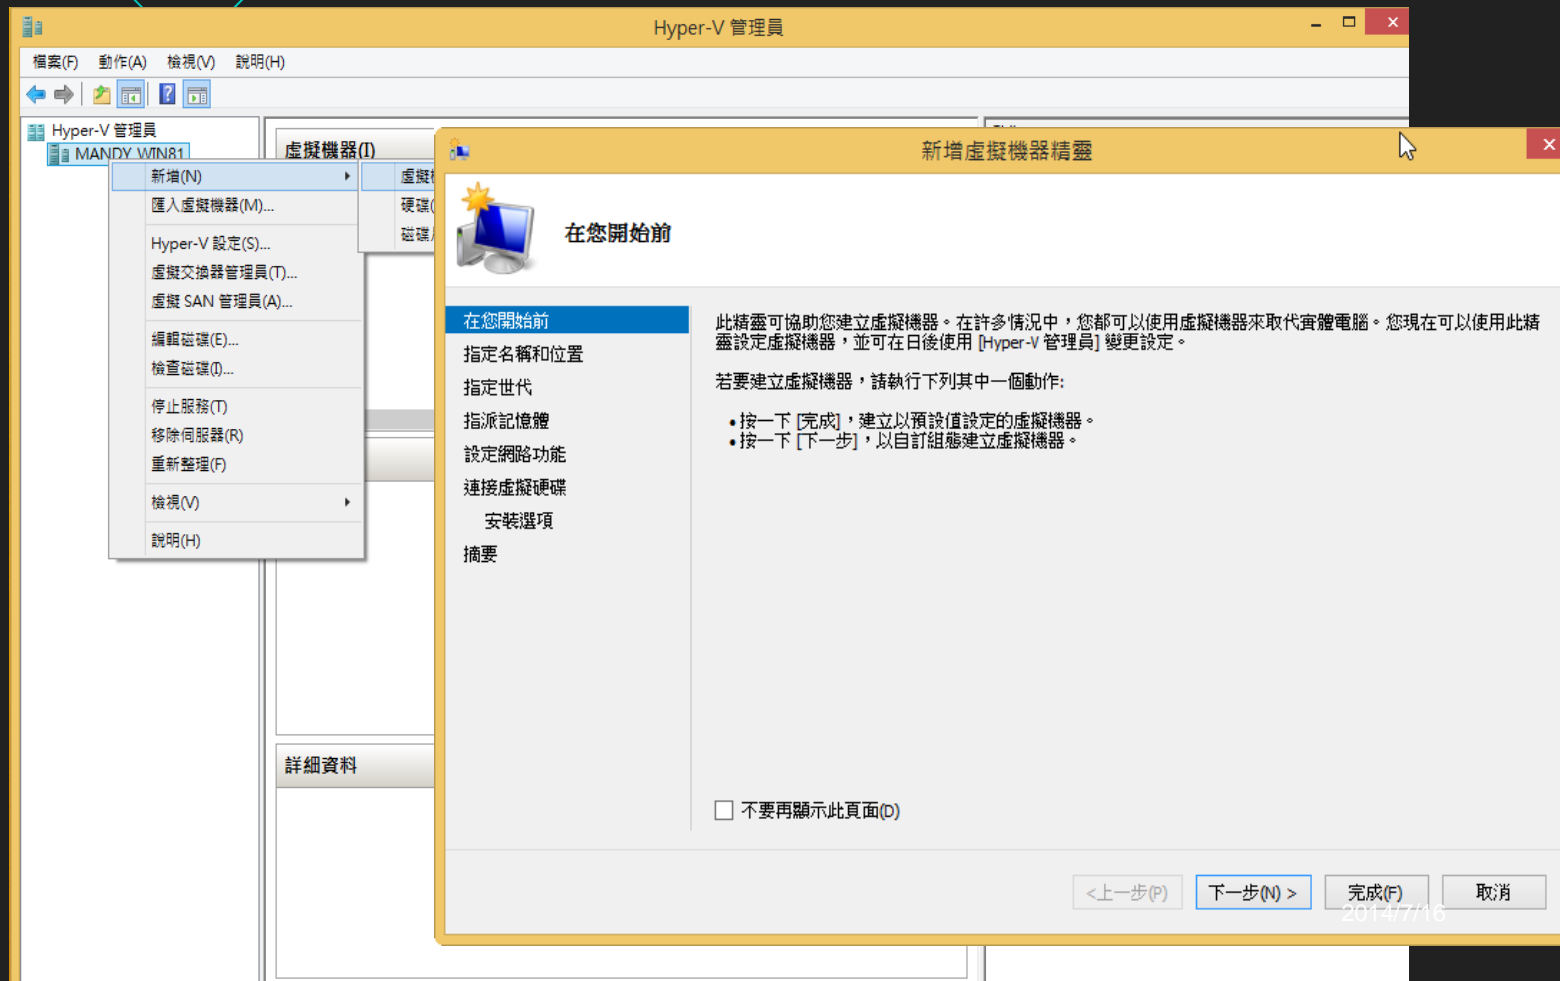 Hyper-V 管理員
檔案(F) 動作(A) 檢視(V) 說明(H)
Hyper-V 管理員
MANDY_WIN81
虛擬機器(I)
新增(N)
匯入虛擬機器(M)...
Hyper-V 設定(S)...
虛擬交換器管理員(T)...
虛擬 SAN 管理員(A)...
編輯磁碟(E)...
檢查磁碟(I)...
停止服務(T)
移除伺服器(R)
重新整理(F)
檢視(V)
說明(H)
虛擬
硬碟(
磁碟
詳細資料
新增虛擬機器精靈
在您開始前
在您開始前
指定名稱和位置
指定世代
指派記憶體
設定網路功能
連接虛擬硬碟
安裝選項
摘要
此精靈可協助您建立虛擬機器。在許多情況中，您都可以使用虛擬機器來取代實體電腦。您現在可以使用此精
靈設定虛擬機器，並可在日後使用 [Hyper-V 管理員] 變更設定。
若要建立虛擬機器，請執行下列其中一個動作:
•按一下 [完成]，建立以預設值設定的虛擬機器。
•按一下 [下一步]，以自訂組態建立虛擬機器。
不要再顯示此頁面(D)
<上一步(P) 下一步(N) > 完成(F) 取消
2014/7/16